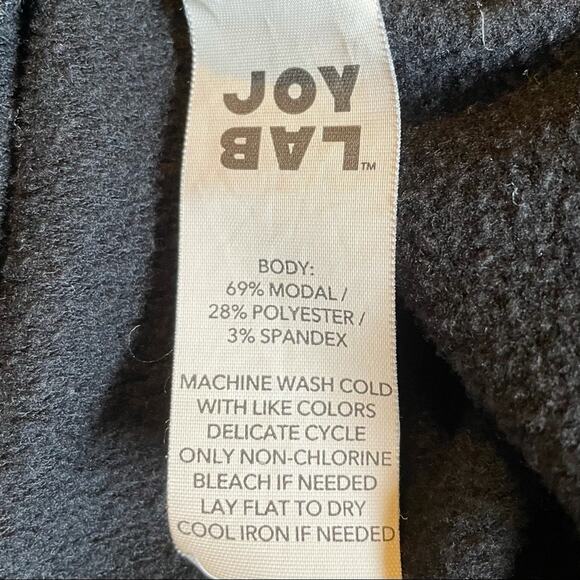 JOY
LAB™
BODY:
69% MODAL /
28% POLYESTER /
3% SPANDEX
MACHINE WASH COLD
WITH LIKE COLORS
DELICATE CYCLE
ONLY NON-CHLORINE
BLEACH IF NEEDED
LAY FLAT TO DRY
COOL IRON IF NEEDED